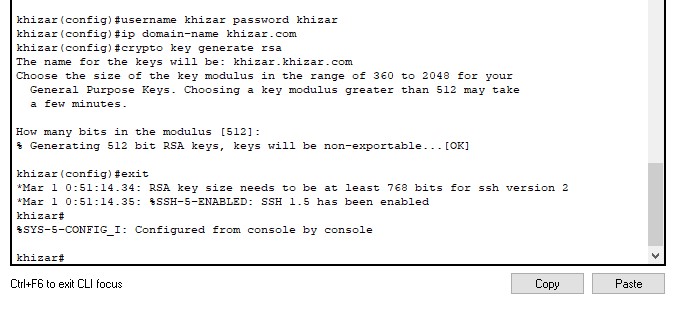 khizar(config)#username khizar password khizar
khizar(config)#ip domain-name khizar.com
khizar(config)#crypto key generate rsa
The name for the keys will be: khizar.khizar.com
Choose the size of the key modulus in the range of 360 to 2048 for your
General Purpose Keys. Choosing a key modulus greater than 512 may take
a few minutes.
How many bits in the modulus [512]:
% Generating 512 bit RSA keys, keys will be non-exportable...[OK]
khizar(config)#exit
*Mar 1 0:51:14.34: RSA key size needs to be at least 768 bits for ssh version 2
*Mar 1 0:51:14.35: %SSH-5-ENABLED: SSH 1.5 has been enabled
khizar#
%SYS-5-CONFIG_I: Configured from console by console
khizar#
Ctrl+F6 to exit CLI focus
Copy
Paste